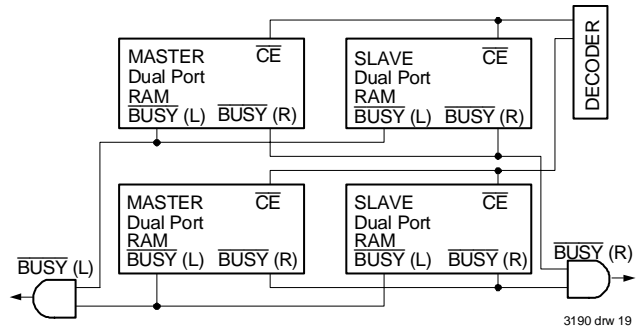 MASTER
Dual Port
RAM
CE
BUSY (L) BUSY (R)
SLAVE
Dual Port
RAM
CE
BUSY (L) BUSY (R)
DECODER
MASTER
Dual Port
RAM
CE
BUSY (L) BUSY (R)
SLAVE
Dual Port
RAM
CE
BUSY (L) BUSY (R)
BUSY (L)
BUSY (R)
3190 drw 19